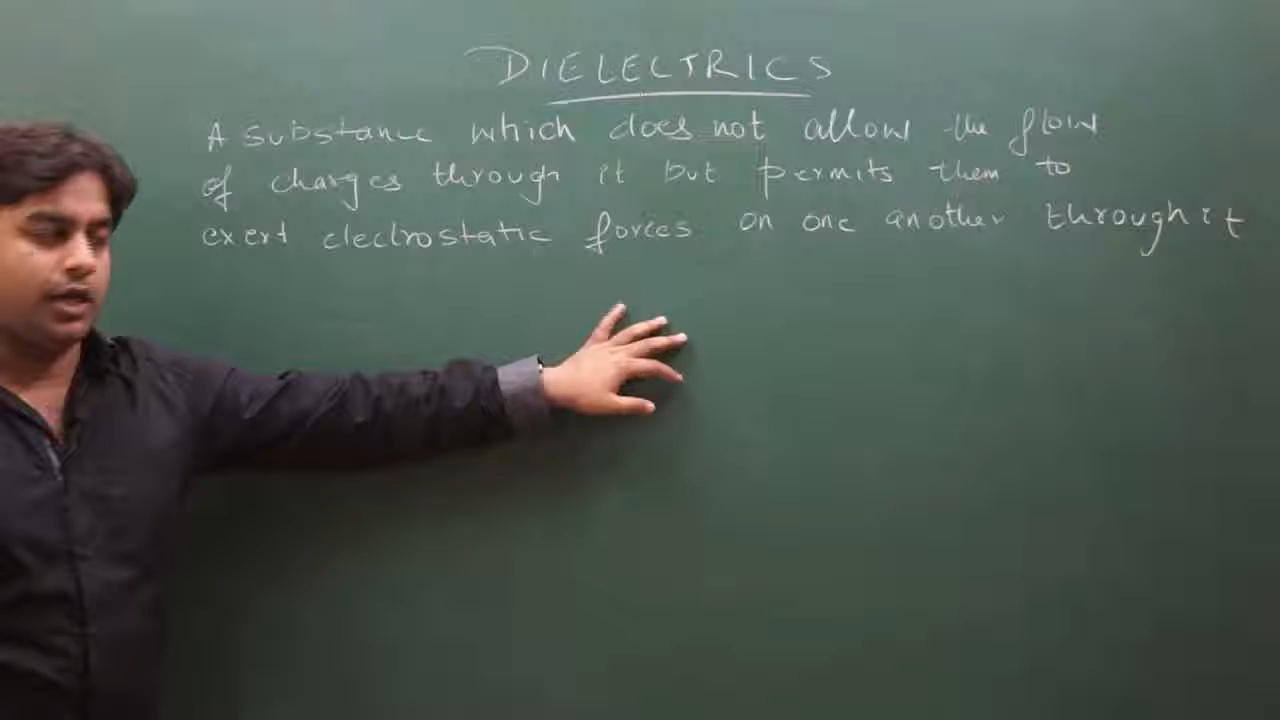 DIELECTRICS
A substance which does not allow the flow
of charges through it but permits them to
exert electrostatic forces on one another through it